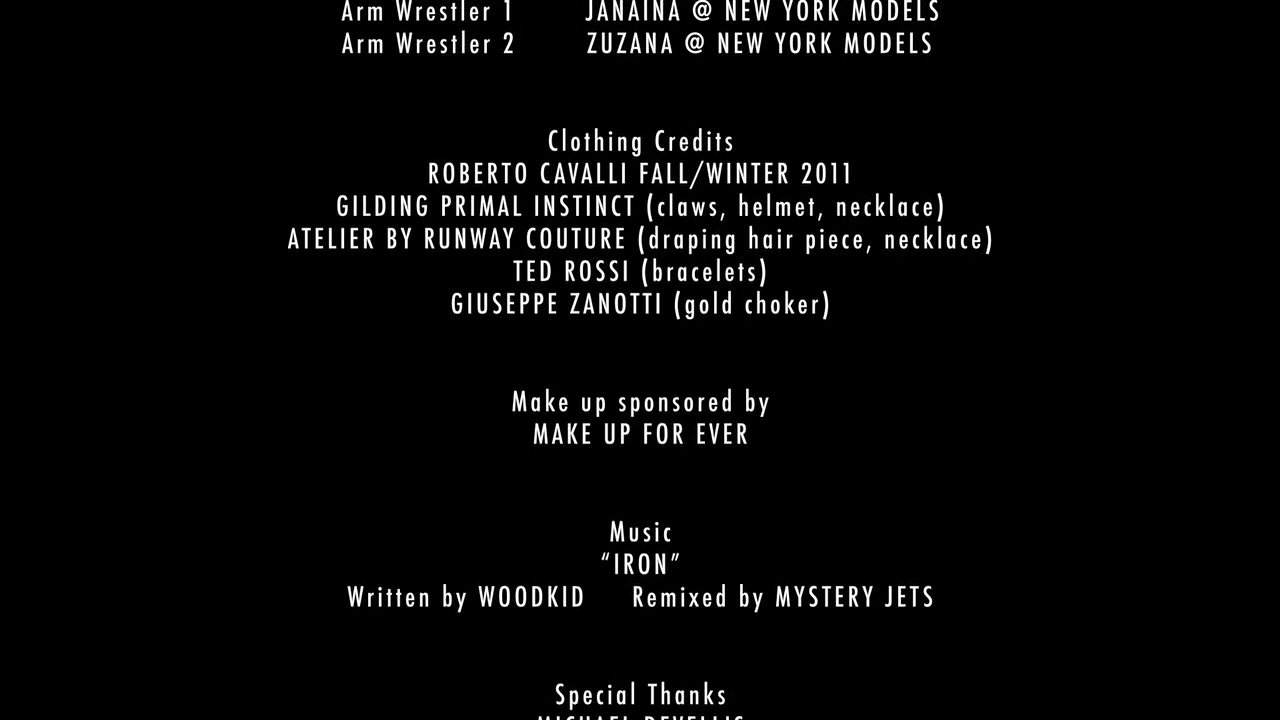 Arm Wrestler 1 JANAINA @ NEW YORK MODELS
Arm Wrestler 2 ZUZANA @ NEW YORK MODELS
Clothing Credits
ROBERTO CAVALLI FALL/WINTER 2011
GILDING PRIMAL INSTINCT (claws, helmet, necklace)
ATELIER BY RUNWAY COUTURE (draping hair piece, necklace)
TED ROSSI (bracelets)
GIUSEPPE ZANOTTI (gold choker)
Make up sponsored by
MAKE UP FOR EVER
Music
“IRON”
Written by WOODKID Remixed by MYSTERY JETS
Special Thanks
MICHAEL DEVELLIS